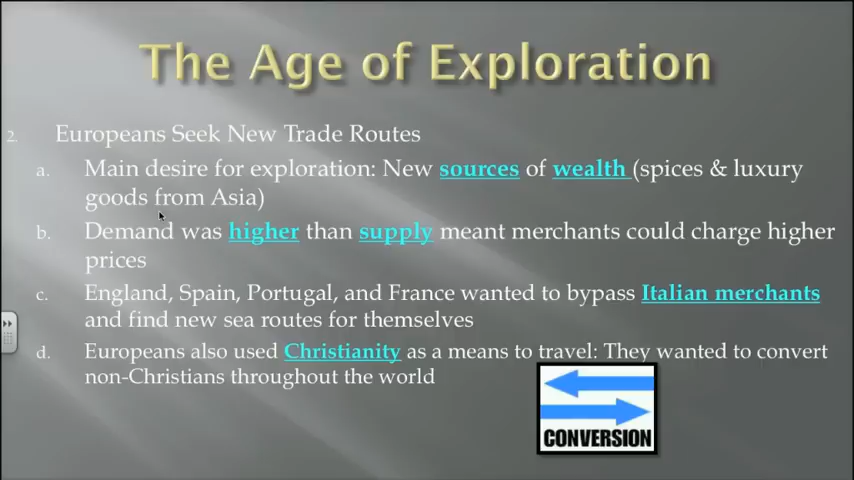 The Age of Exploration
2. Europeans Seek New Trade Routes
a. Main desire for exploration: New sources of wealth (spices & luxury
goods from Asia)
b. Demand was higher than supply meant merchants could charge higher
prices
c. England, Spain, Portugal, and France wanted to bypass Italian merchants
and find new sea routes for themselves
d. Europeans also used Christianity as a means to travel: They wanted to convert
non-Christians throughout the world
CONVERSION